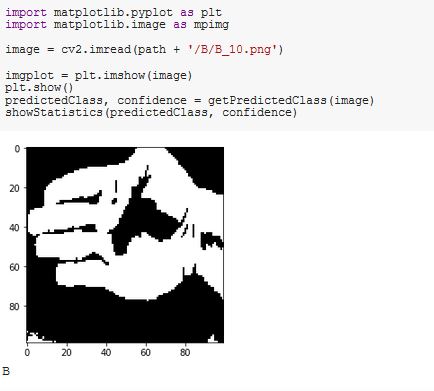 import matplotlib.pyplot as plt
import matplotlib.image as mpimg
image = cv2.imread(path + '/B/B_10.png')
imgplot = plt.imshow(image)
plt.show()
predictedClass, confidence = getPredictedClass(image)
showStatistics(predictedClass, confidence)
0
20
40
60
80
0 20 40 60 80
B